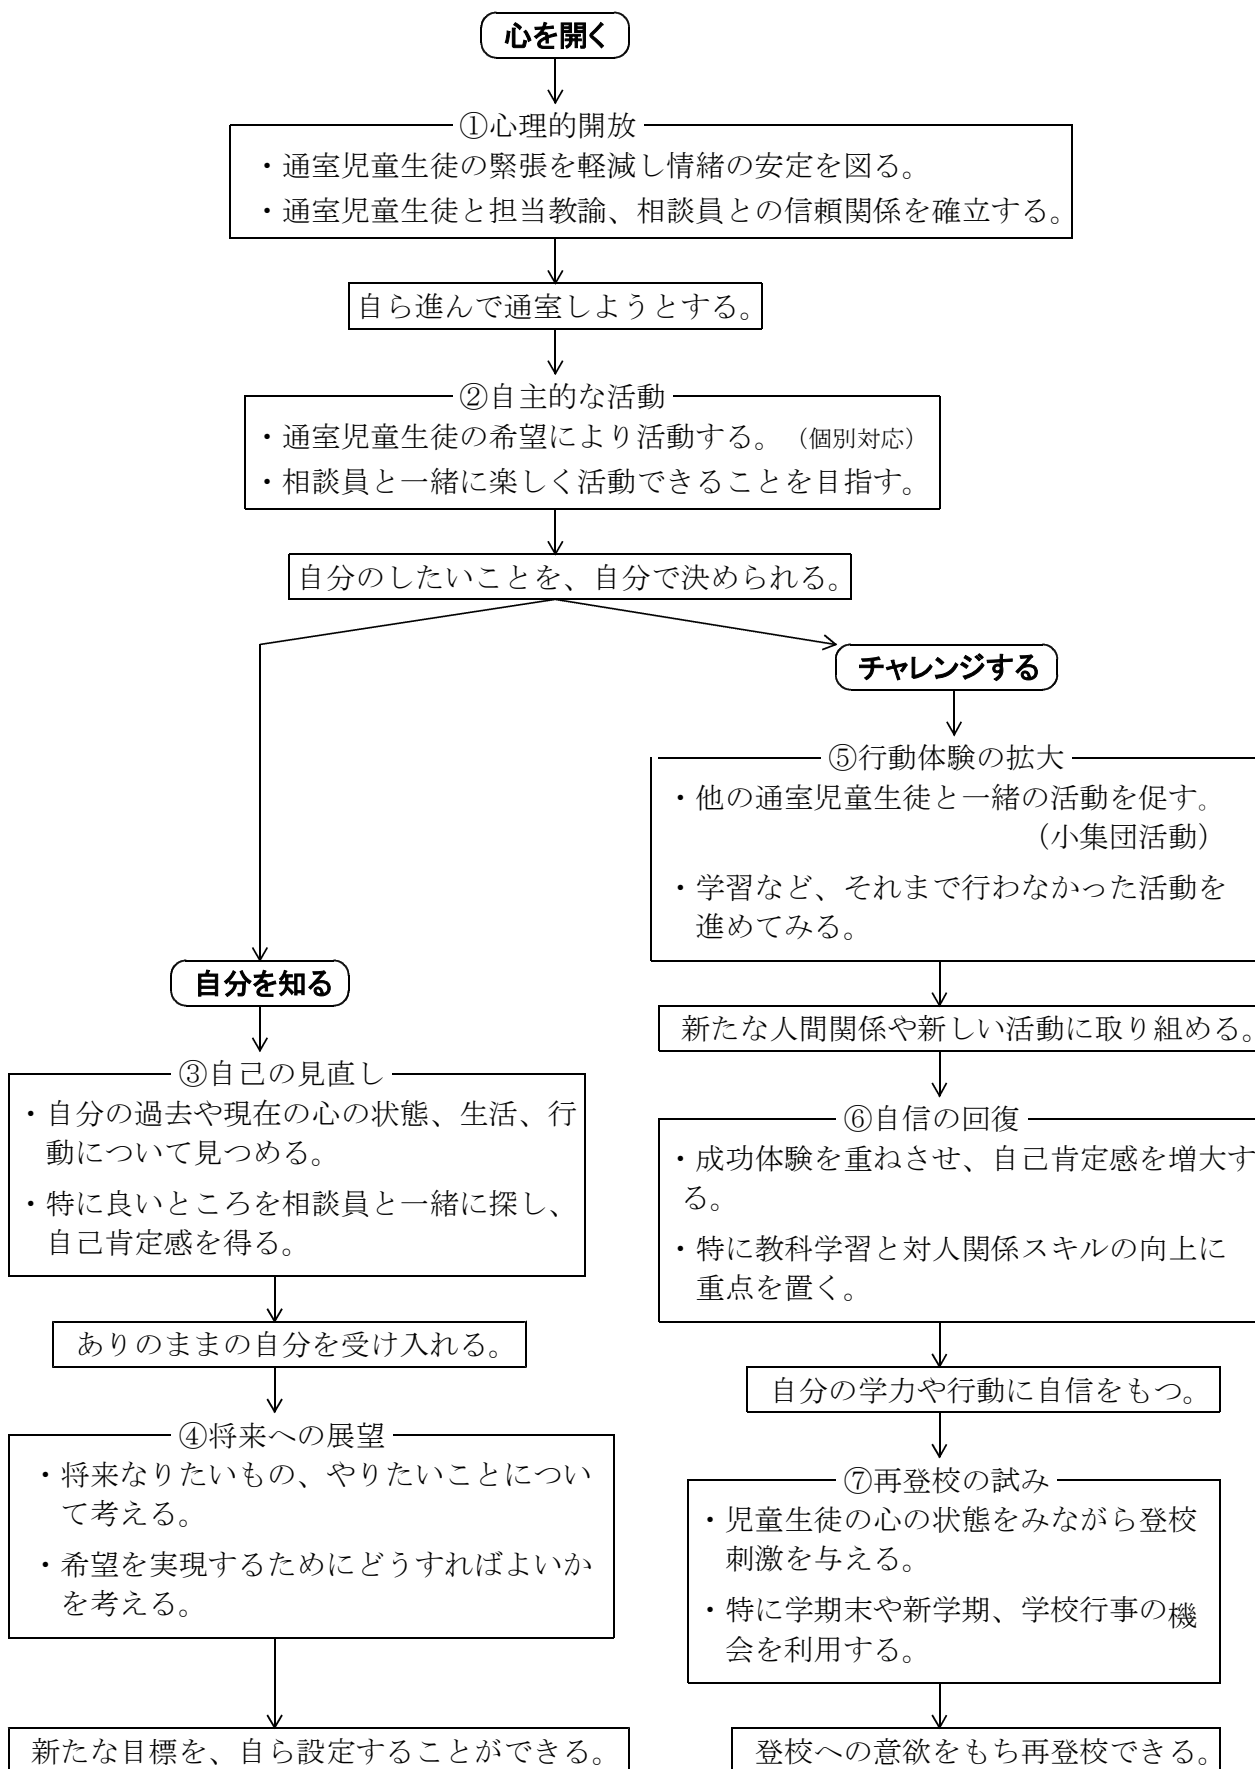 心を開く
①心理的開放
・通室児童生徒の緊張を軽減し情緒の安定を図る。
・通室児童生徒と担当教諭、相談員との信頼関係を確立する。
自ら進んで通室しようとする。
②自主的な活動
・通室児童生徒の希望により活動する。（個別対応）
・相談員と一緒に楽しく活動できることを目指す。
自分のしたいことを、自分で決められる。
自分を知る
③自己の見直し
・自分の過去や現在の心の状態、生活、行
動について見つめる。
・特に良いところを相談員と一緒に探し、
自己肯定感を得る。
ありのままの自分を受け入れる。
④将来への展望
・将来なりたいもの、やりたいことについ
て考える。
・希望を実現するためにどうすればよいか
を考える。
新たな目標を、自ら設定することができる。
チャレンジする
⑤行動体験の拡大
・他の通室児童生徒と一緒の活動を促す。
（小集団活動）
・学習など、それまで行わなかった活動を
進めてみる。
新たな人間関係や新しい活動に取り組める。
⑥自信の回復
・成功体験を重ねさせ、自己肯定感を増大す
る。
・特に教科学習と対人関係スキルの向上に
重点を置く。
自分の学力や行動に自信をもつ。
⑦再登校の試み
・児童生徒の心の状態をみながら登校
刺激を与える。
・特に学期末や新学期、学校行事の機
会を利用する。
登校への意欲をもち再登校できる。